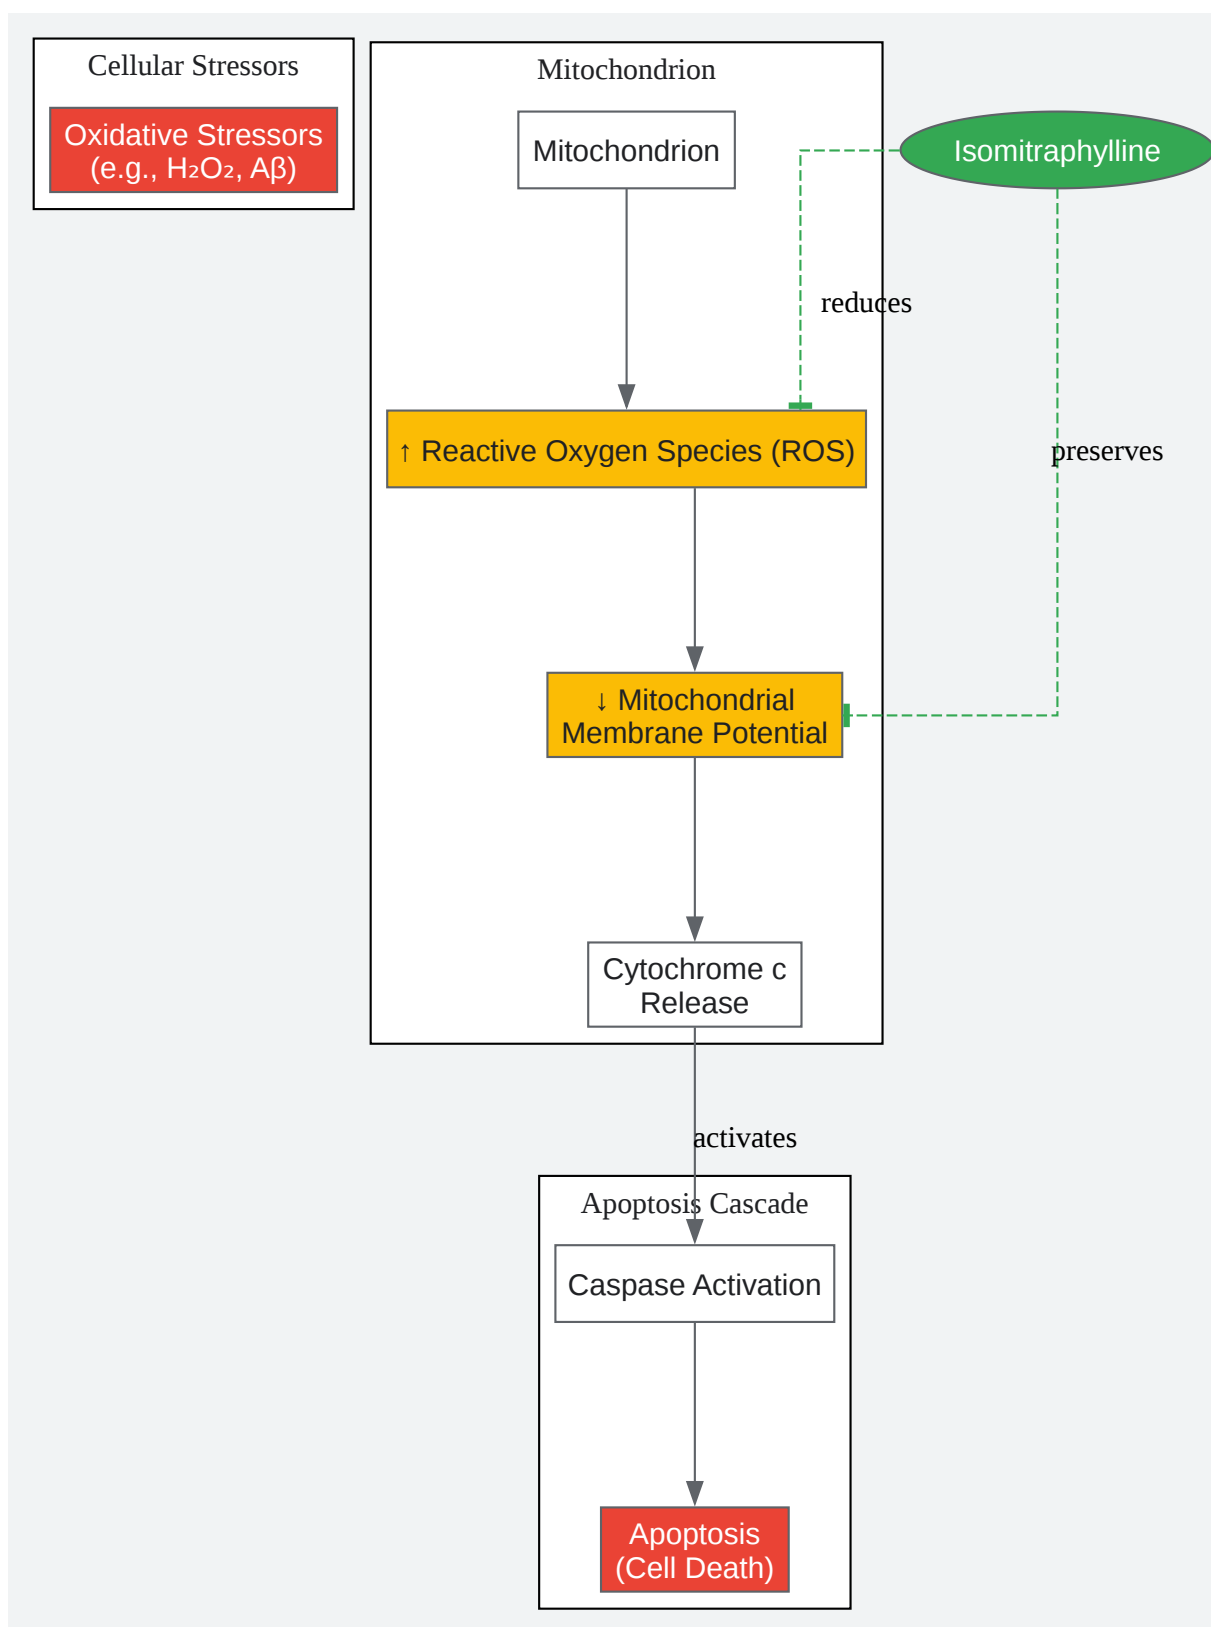 Cellular Stressors
Oxidative Stressors
(e.g., H₂O₂, Aβ)
Mitochondrion
Mitochondrion
Isomitraphylline
reduces
↑ Reactive Oxygen Species (ROS)
preserves
↓ Mitochondrial
Membrane Potential
Cytochrome c
Release
activates
Apoptosis Cascade
Caspase Activation
Apoptosis
(Cell Death)